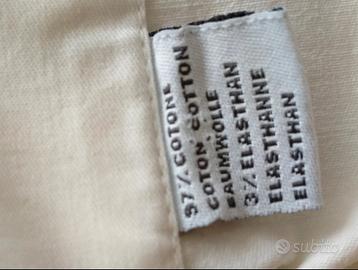 97% COTONE
COTON COTTON
BAUMWOLLE
3% ELASTHAN
ELASTHANNE
ELASTHAN
subito